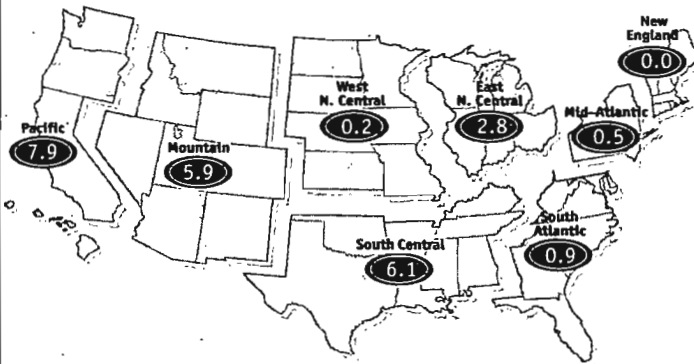 New
England
0.0
West
N. Central
0.2
East
N. Central
2.8
Mid-Atlantic
0.5
Pacific
7.9
Mountain
5.9
South Central
6.1
South
Atlantic
0.9